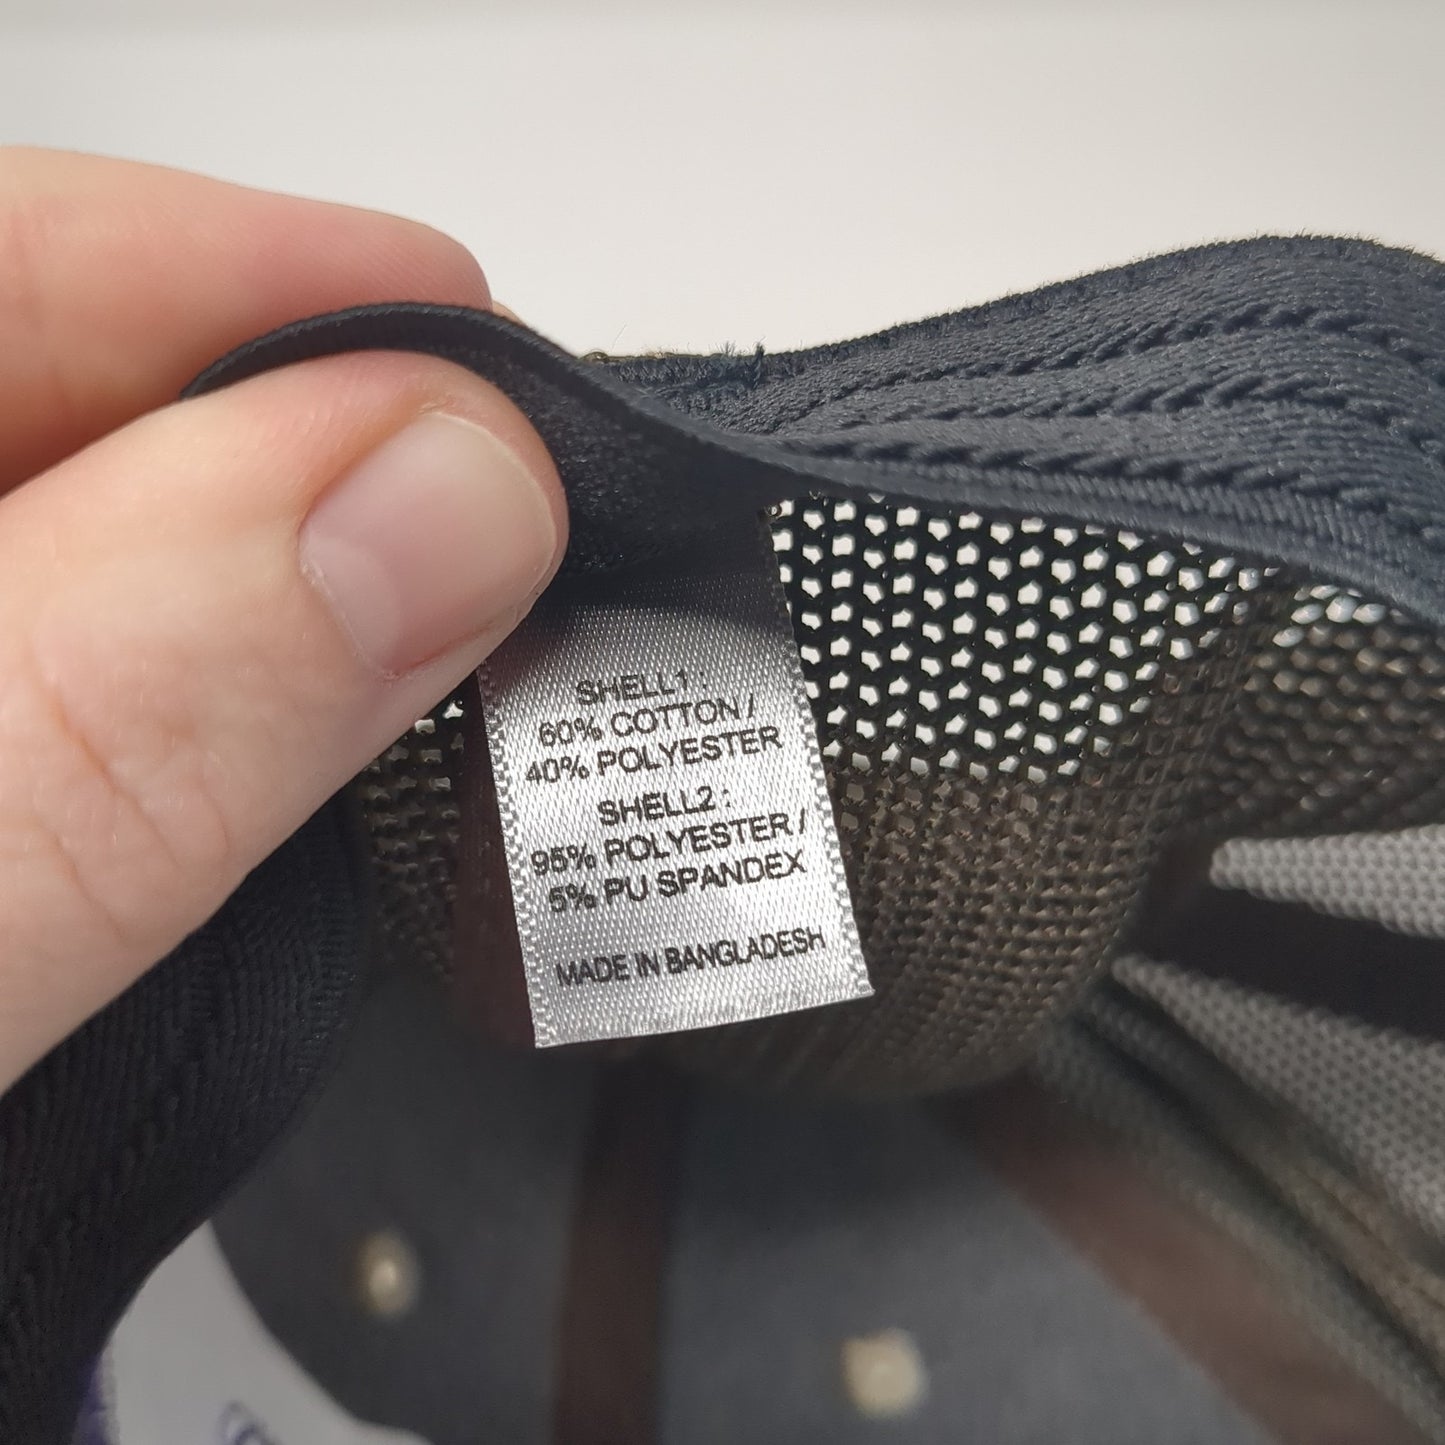 SHELL1 :
60% COTTON /
40% POLYESTER
SHELL2 :
95% POLYESTER /
5% PU SPANDEX
MADE IN BANGLADESH